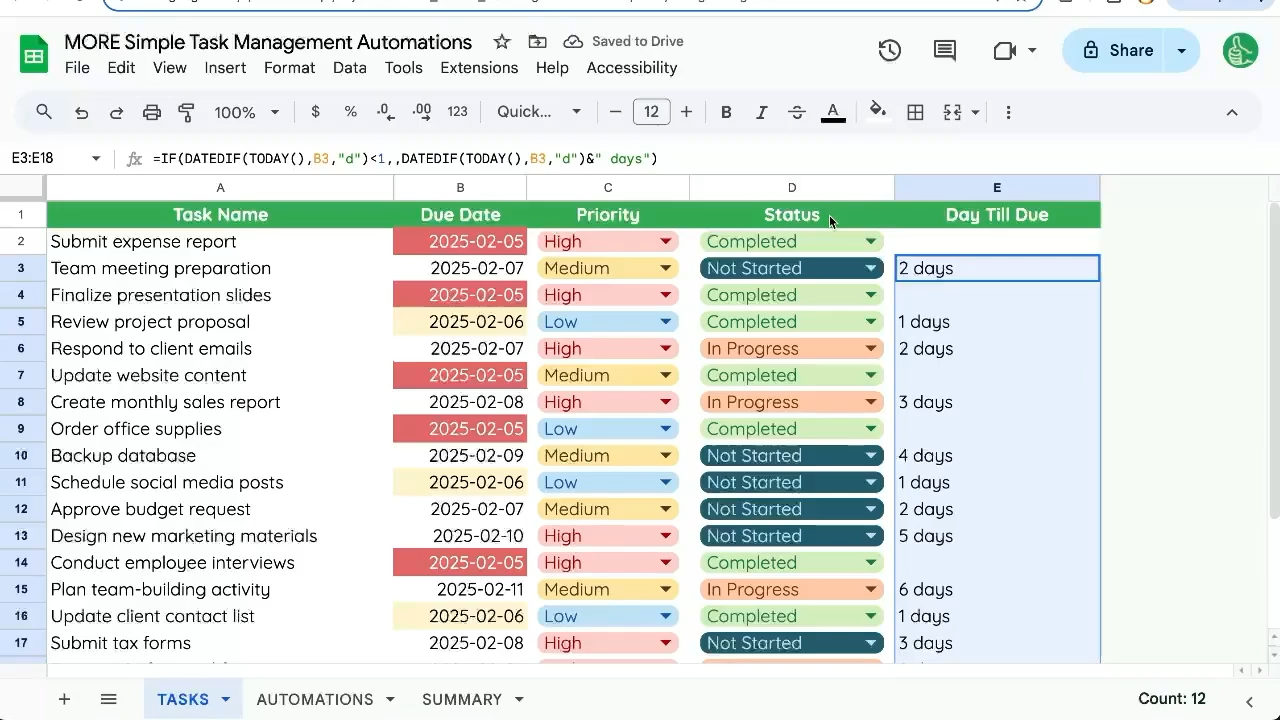 MORE Simple Task Management Automations Saved to Drive
File Edit View Insert Format Data Tools Extensions Help Accessibility
Share
100% $ % .0 .00 123 Quick... 12 B I A
E3:E18 fx =IF(DATEDIF(TODAY(),B3,"d")<1,,DATEDIF(TODAY(),B3,"d")&" days")
A B C D E
1 Task Name Due Date Priority Status Day Till Due
2 Submit expense report 2025-02-05 High Completed
3 Team meeting preparation 2025-02-07 Medium Not Started 2 days
4 Finalize presentation slides 2025-02-05 High Completed
5 Review project proposal 2025-02-06 Low Completed 1 days
6 Respond to client emails 2025-02-07 High In Progress 2 days
7 Update website content 2025-02-05 Medium Completed
8 Create monthly sales report 2025-02-08 High In Progress 3 days
9 Order office supplies 2025-02-05 Low Completed
10 Backup database 2025-02-09 Medium Not Started 4 days
11 Schedule social media posts 2025-02-06 Low Not Started 1 days
12 Approve budget request 2025-02-07 Medium Not Started 2 days
13 Design new marketing materials 2025-02-10 High Not Started 5 days
14 Conduct employee interviews 2025-02-05 High Completed
15 Plan team-building activity 2025-02-11 Medium In Progress 6 days
16 Update client contact list 2025-02-06 Low Completed 1 days
17 Submit tax forms 2025-02-08 High Not Started 3 days
TASKS AUTOMATIONS SUMMARY Count: 12